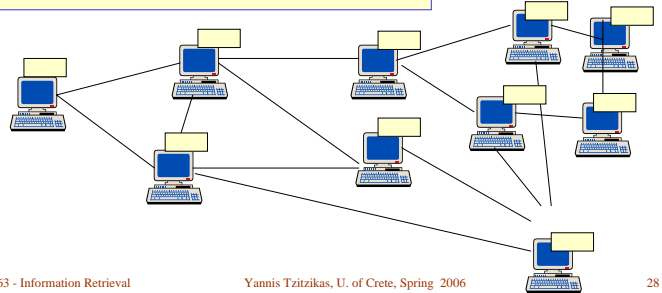 63 - Information Retrieval Yannis Tzitzikas, U. of Crete, Spring 2006 28